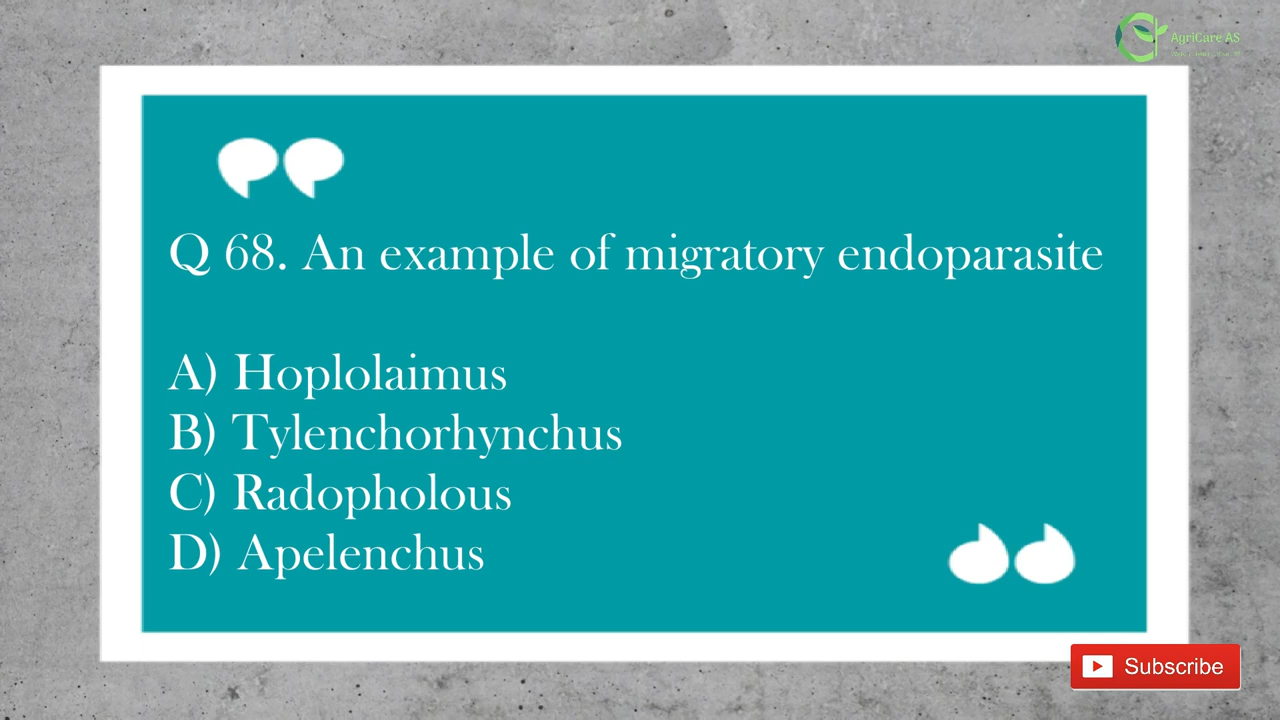 AgriCare AS
Q 68. An example of migratory endoparasite
A) Hoplolaimus
B) Tylenchorhynchus
C) Radopholous
D) Apelenchus
Subscribe